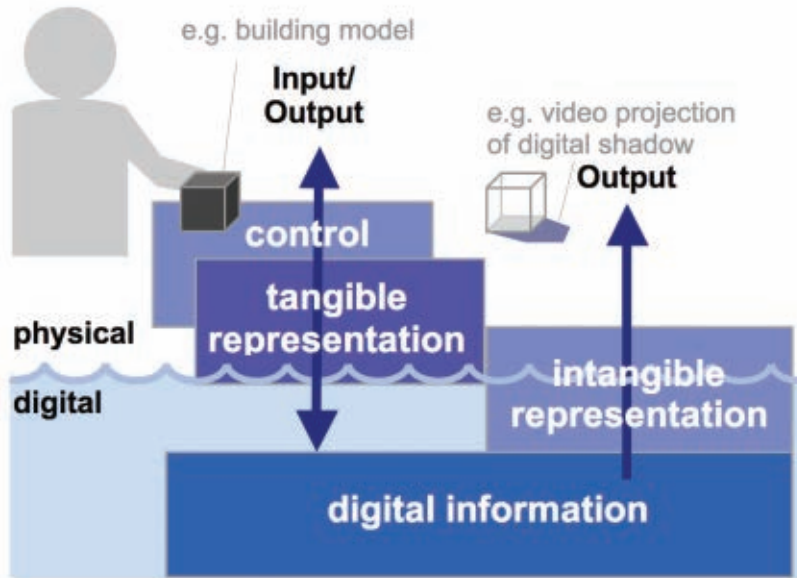 e.g. building model
Input/
Output
e.g. video projection
of digital shadow
Output
control
tangible
representation
physical
digital
intangible
representation
digital information